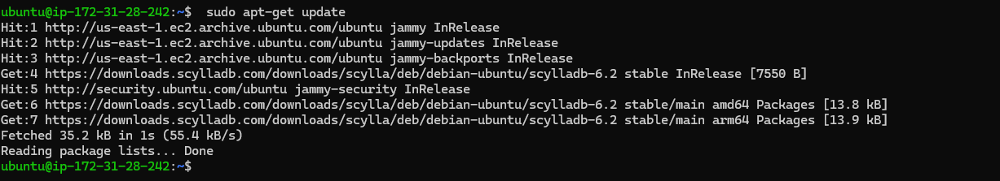 ubuntu@ip-172-31-28-242:~$  sudo apt-get update
Hit:1 http://us-east-1.ec2.archive.ubuntu.com/ubuntu jammy InRelease
Hit:2 http://us-east-1.ec2.archive.ubuntu.com/ubuntu jammy-updates InRelease
Hit:3 http://us-east-1.ec2.archive.ubuntu.com/ubuntu jammy-backports InRelease
Get:4 https://downloads.scylladb.com/downloads/scylla/deb/debian-ubuntu/scylladb-6.2 stable InRelease [7550 B]
Hit:5 http://security.ubuntu.com/ubuntu jammy-security InRelease
Get:6 https://downloads.scylladb.com/downloads/scylla/deb/debian-ubuntu/scylladb-6.2 stable/main amd64 Packages [13.8 kB]
Get:7 https://downloads.scylladb.com/downloads/scylla/deb/debian-ubuntu/scylladb-6.2 stable/main arm64 Packages [13.9 kB]
Fetched 35.2 kB in 1s (55.4 kB/s)
Reading package lists... Done
ubuntu@ip-172-31-28-242:~$